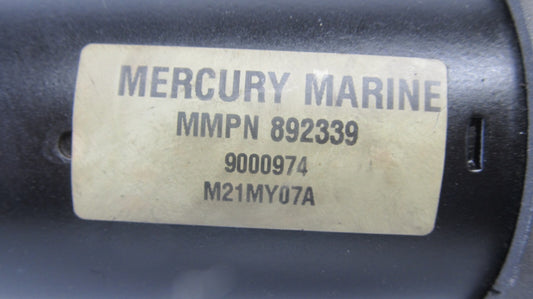 MERCURY MARINE
MMPN 892339
9000974
M21MY07A